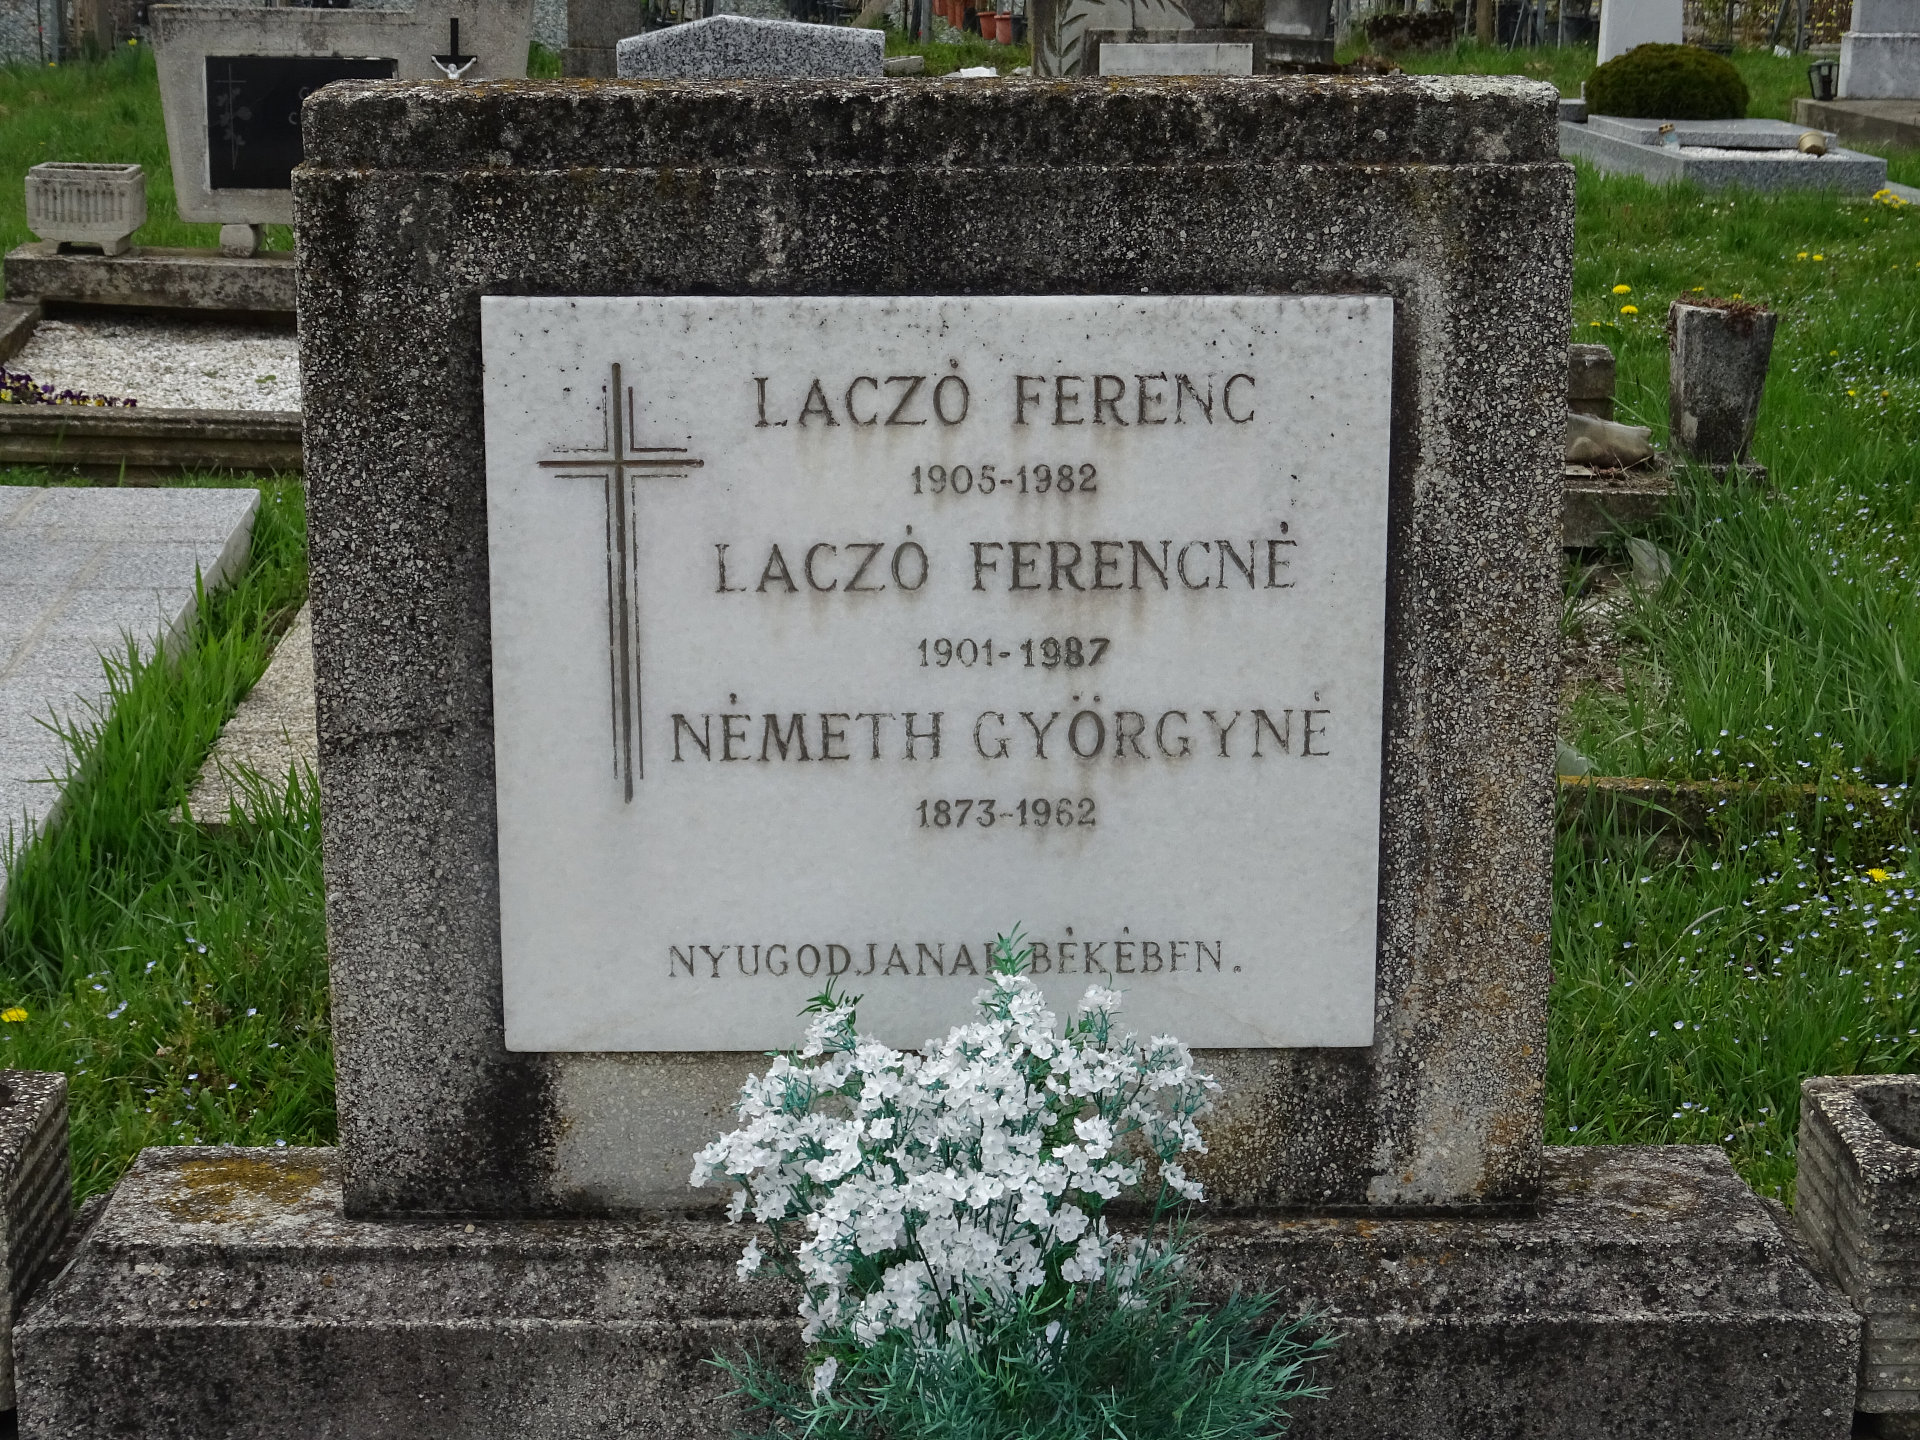 LACZÓ FERENC
1905-1982
LACZÓ FERENCNÉ
1901-1987
NÉMETH GYÖRGYNÉ
1873-1962
NYUGODJANAK BÉKÉBEN.